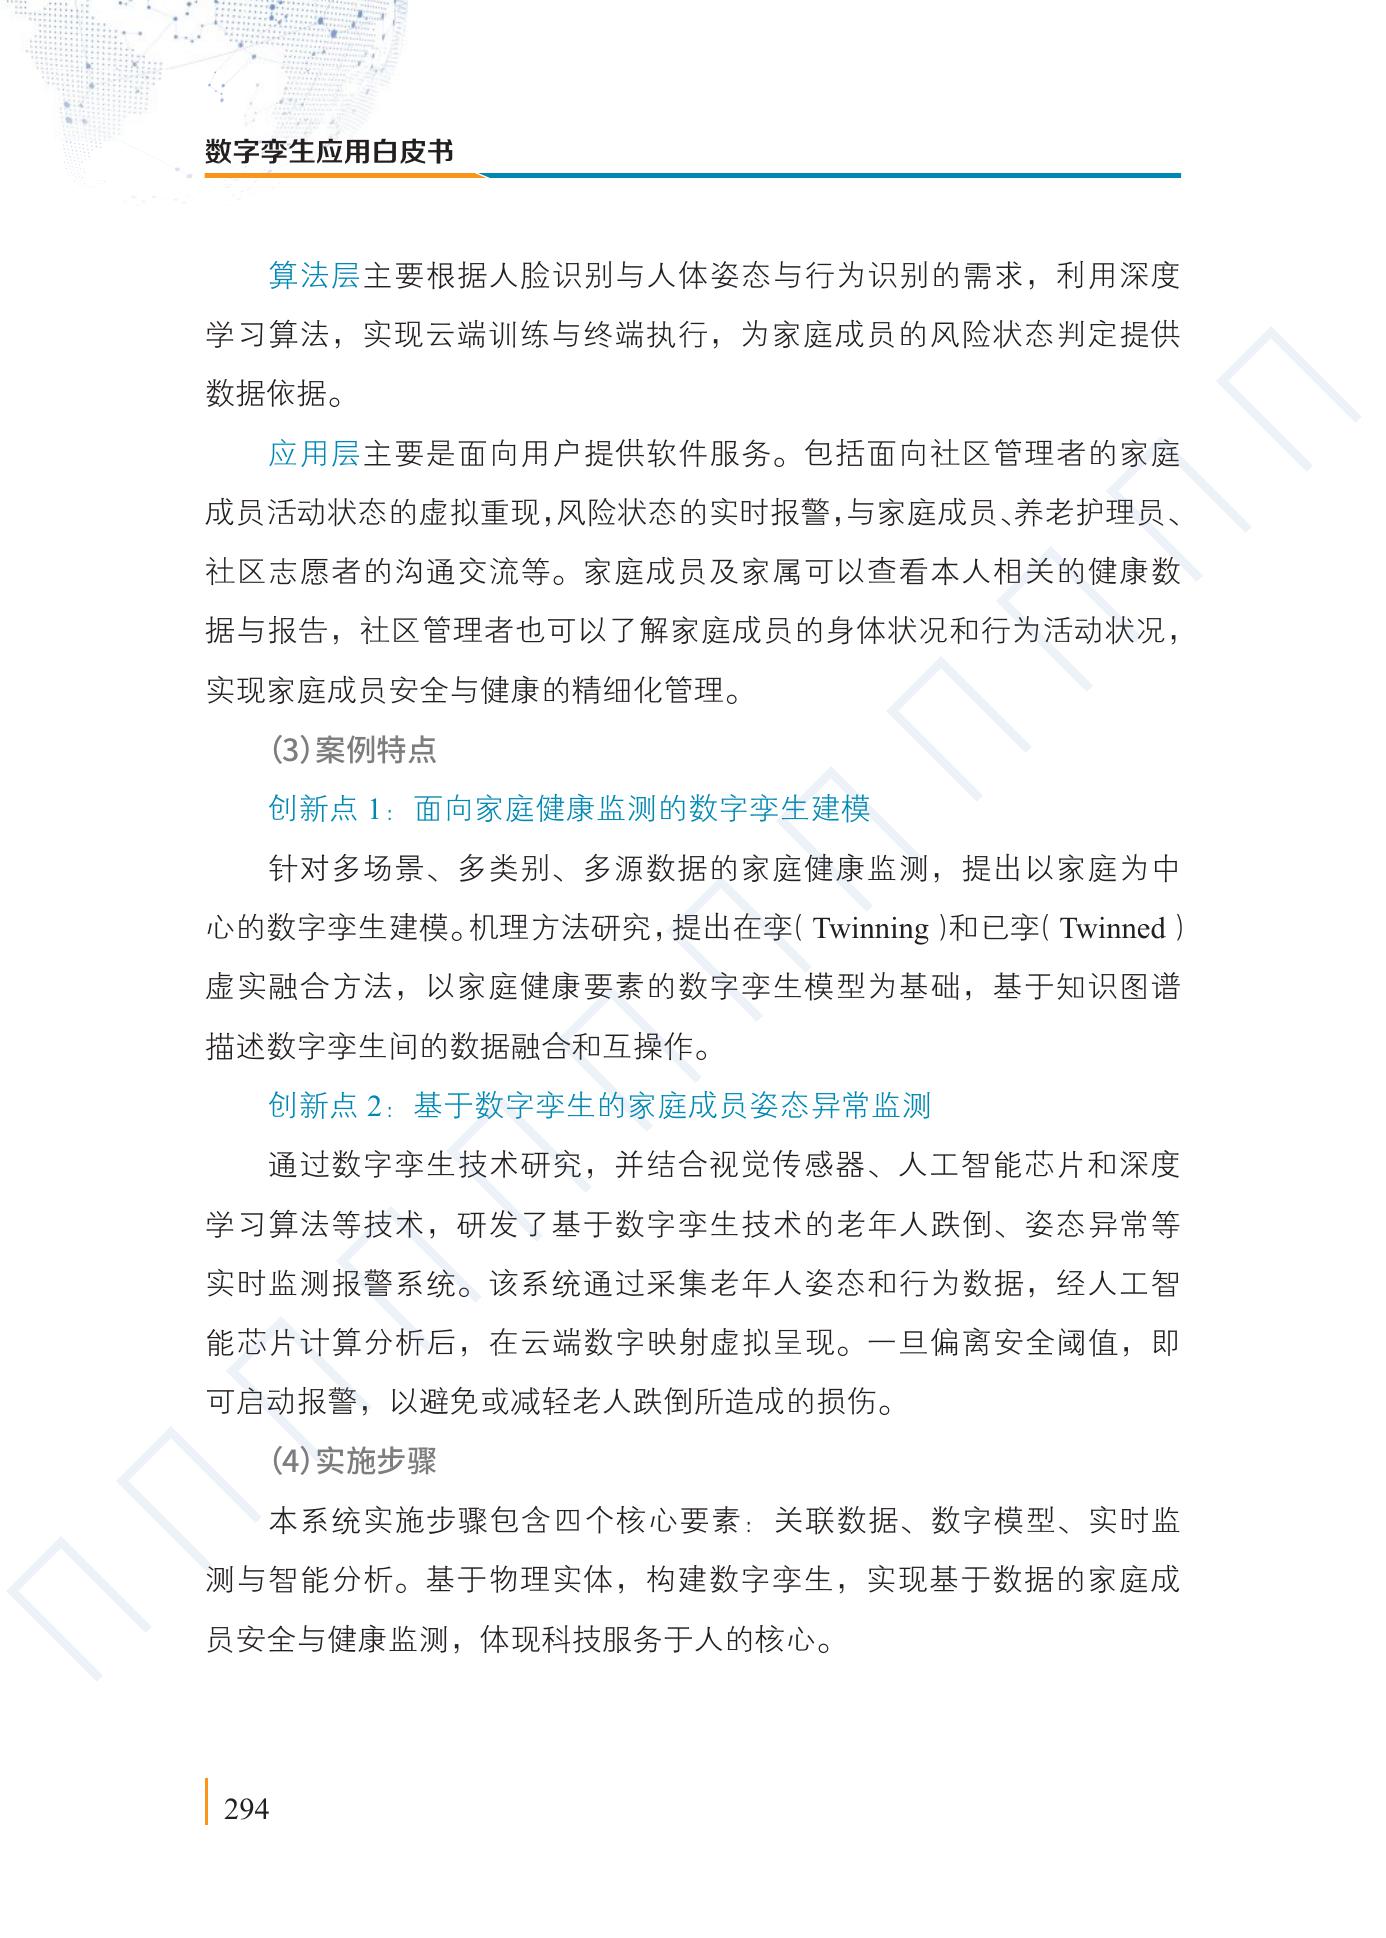 数字孪生应用白皮书
算法层主要根据人脸识别与人体姿态与行为识别的需求，利用深度
学习算法，实现云端训练与终端执行，为家庭成员的风险状态判定提供
数据依据。
应用层主要是面向用户提供软件服务。包括面向社区管理者的家庭
成员活动状态的虚拟重现，风险状态的实时报警，与家庭成员、养老护理员、
社区志愿者的沟通交流等。家庭成员及家属可以查看本人相关的健康数
据与报告，社区管理者也可以了解家庭成员的身体状况和行为活动状况，
实现家庭成员安全与健康的精细化管理。
(3)案例特点
创新点 1：面向家庭健康监测的数字孪生建模
针对多场景、多类别、多源数据的家庭健康监测，提出以家庭为中
心的数字孪生建模。机理方法研究，提出在孪（Twinning）和已孪（Twinned）
虚实融合方法，以家庭健康要素的数字孪生模型为基础，基于知识图谱
描述数字孪生间的数据融合和互操作。
创新点 2：基于数字孪生的家庭成员姿态异常监测
通过数字孪生技术研究，并结合视觉传感器、人工智能芯片和深度
学习算法等技术，研发了基于数字孪生技术的老年人跌倒、姿态异常等
实时监测报警系统。该系统通过采集老年人姿态和行为数据，经人工智
能芯片计算分析后，在云端数字映射虚拟呈现。一旦偏离安全阈值，即
可启动报警，以避免或减轻老人跌倒所造成的损伤。
(4)实施步骤
本系统实施步骤包含四个核心要素：关联数据、数字模型、实时监
测与智能分析。基于物理实体，构建数字孪生，实现基于数据的家庭成
员安全与健康监测，体现科技服务于人的核心。
294